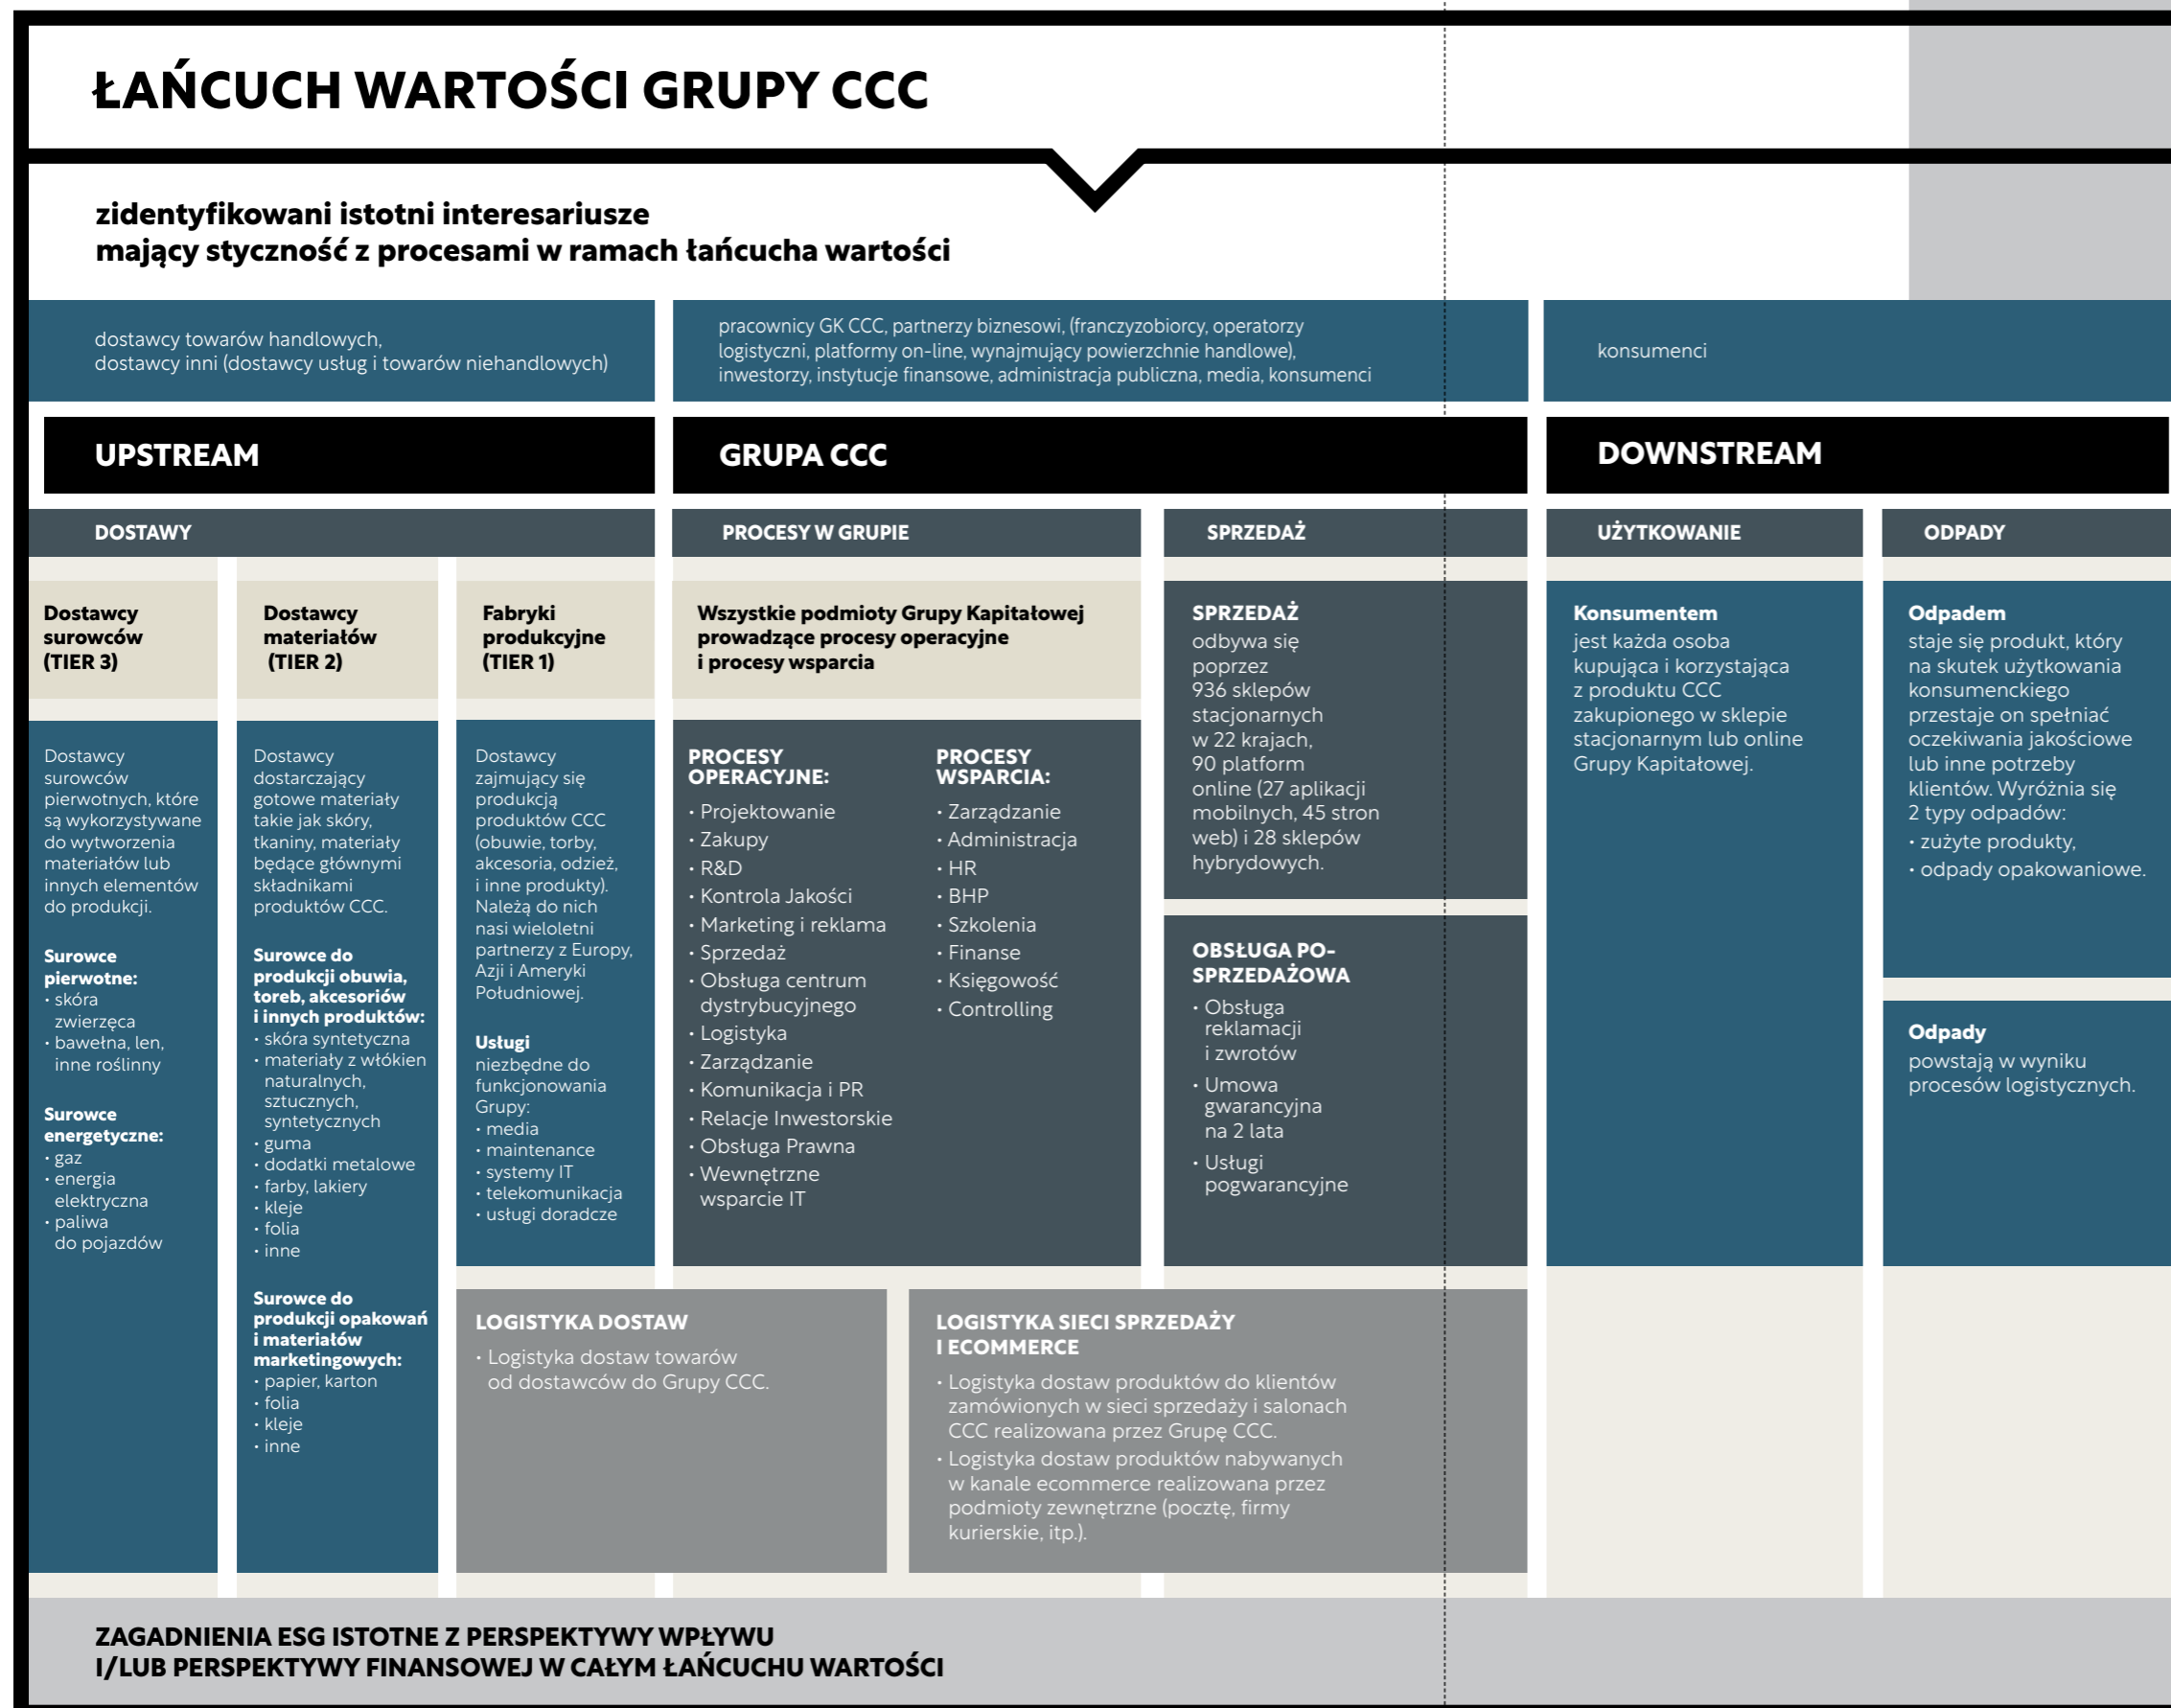 ŁAŃCUCH WARTOŚCI GRUPY CCC
zidentyfikowani istotni interesariusze
mający styczność z procesami w ramach łańcucha wartości
dostawcy towarów handlowych,
dostawcy inni (dostawcy usług i towarów niehandlowych)
pracownicy GK CCC, partnerzy biznesowi, (franczyzobiorcy, operatorzy
logistyczni, platformy on-line, wynajmujący powierzchnie handlowe),
inwestorzy, instytucje finansowe, administracja publiczna, media, konsumenci
konsumenci
UPSTREAM
GRUPA CCC
DOWNSTREAM
DOSTAWY
PROCESY W GRUPIE
SPRZEDAŻ
UŻYTKOWANIE
ODPADY
Dostawcy
surowców
(TIER 3)
Dostawcy
surowców
pierwotnych, które
są wykorzystywane
do wytworzenia
materiałów lub
innych elementów
do produkcji.
Surowce
pierwotne:
• skóra
zwierzęca
• bawełna, len,
inne roślinny
Surowce
energetyczne:
• gaz
• energia
elektryczna
• paliwa
do pojazdów
Dostawcy
materiałów
(TIER 2)
Dostawcy
dostarczający
gotowe materiały
takie jak skóry,
tkaniny, materiały
będące głównymi
składnikami
produktów CCC.
Surowce do
produkcji obuwia,
toreb, akcesoriów
i innych produktów:
• skóra syntetyczna
• materiały z włókien
naturalnych,
sztucznych,
syntetycznych
• guma
• dodatki metalowe
• farby, lakiery
• kleje
• folia
• inne
Surowce do
produkcji opakowań
i materiałów
marketingowych:
• papier, karton
• folia
• kleje
• inne
Fabryki
produkcyjne
(TIER 1)
Dostawcy
zajmujący się
produkcją
produktów CCC
(obuwie, torby,
akcesoria, odzież,
i inne produkty).
Należą do nich
nasi wieloletni
partnerzy z Europy,
Azji i Ameryki
Południowej.
Usługi
niezbędne do
funkcjonowania
Grupy:
• media
• maintenance
• systemy IT
• telekomunikacja
• usługi doradcze
Wszystkie podmioty Grupy Kapitałowej
prowadzące procesy operacyjne
i procesy wsparcia
PROCESY
OPERACYJNE:
• Projektowanie
• Zakupy
• R&D
• Kontrola Jakości
• Marketing i reklama
• Sprzedaż
• Obsługa centrum
dystrybucyjnego
• Logistyka
• Zarządzanie
• Komunikacja i PR
• Relacje Inwestorskie
• Obsługa Prawna
• Wewnętrzne
wsparcie IT
PROCESY
WSPARCIA:
• Zarządzanie
• Administracja
• HR
• BHP
• Szkolenia
• Finanse
• Księgowość
• Controlling
SPRZEDAŻ
odbywa się
poprzez
936 sklepów
stacjonarnych
w 22 krajach,
90 platform
online (27 aplikacji
mobilnych, 45 stron
web) i 28 sklepów
hybrydowych.
OBSŁUGA PO-
SPRZEDAŻOWA
• Obsługa
reklamacji
i zwrotów
• Umowa
gwarancyjna
na 2 lata
• Usługi
pogwarancyjne
Konsumentem
jest każda osoba
kupująca i korzystająca
z produktu CCC
zakupionego w sklepie
stacjonarnym lub online
Grupy Kapitałowej.
Odpadem
staje się produkt, który
na skutek użytkowania
konsumenckiego
przestaje on spełniać
oczekiwania jakościowe
lub inne potrzeby
klientów. Wyróżnia się
2 typy odpadów:
• zużyte produkty,
• odpady opakowaniowe.
Odpady
powstają w wyniku
procesów logistycznych.
LOGISTYKA DOSTAW
• Logistyka dostaw towarów
od dostawców do Grupy CCC.
LOGISTYKA SIECI SPRZEDAŻY
I ECOMMERCE
• Logistyka dostaw produktów do klientów
zamówionych w sieci sprzedaży i salonach
CCC realizowana przez Grupę CCC.
• Logistyka dostaw produktów nabywanych
w kanale ecommerce realizowana przez
podmioty zewnętrzne (pocztę, firmy
kurierskie, itp.).
ZAGADNIENIA ESG ISTOTNE Z PERSPEKTYWY WPŁYWU
I/LUB PERSPEKTYWY FINANSOWEJ W CAŁYM ŁAŃCUCHU WARTOŚCI